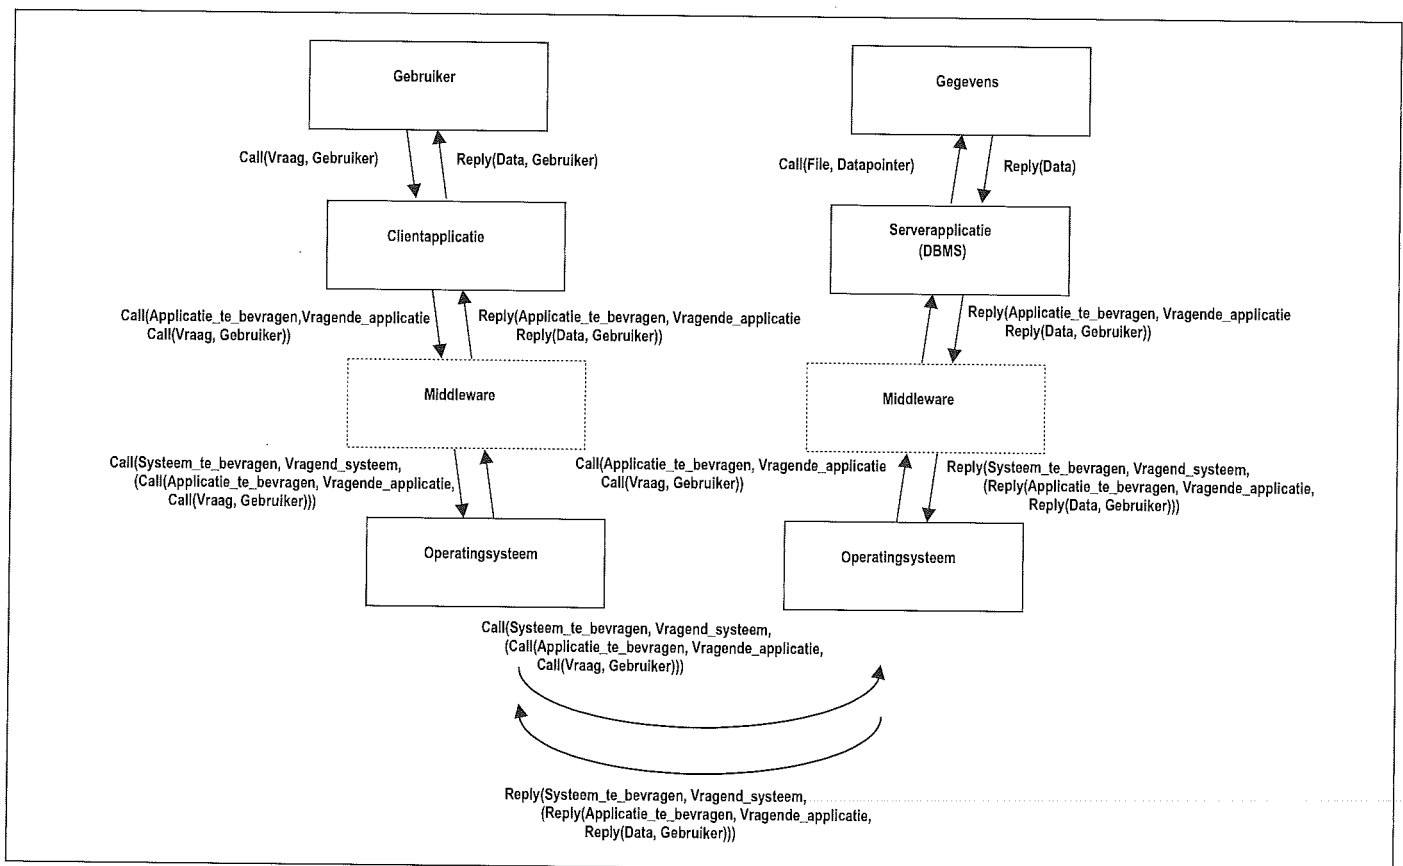 Gebruiker
Gegevens
Call(Vraag, Gebruiker)
Reply(Data, Gebruiker)
Call(File, Datapointer)
Reply(Data)
Clientapplicatie
Serverapplicatie
(DBMS)
Call(Applicatie_te_bevragen,Vragende_applicatie
Call(Vraag, Gebruiker))
Reply(Applicatie_te_bevragen, Vragende_applicatie
Reply(Data, Gebruiker))
Reply(Applicatie_te_bevragen, Vragende_applicatie
Reply(Data, Gebruiker))
Middleware
Middleware
Call(Systeem_te_bevragen, Vragend_systeem,
(Call(Applicatie_te_bevragen, Vragende_applicatie,
Call(Vraag, Gebruiker)))
Call(Applicatie_te_bevragen, Vragende_applicatie
Call(Vraag, Gebruiker))
Reply(Systeem_te_bevragen, Vragend_systeem,
(Reply(Applicatie_te_bevragen, Vragende_applicatie,
Reply(Data, Gebruiker)))
Operatingsysteem
Operatingsysteem
Call(Systeem_te_bevragen, Vragend_systeem,
(Call(Applicatie_te_bevragen, Vragende_applicatie,
Call(Vraag, Gebruiker)))
Reply(Systeem_te_bevragen, Vragend_systeem,
(Reply(Applicatie_te_bevragen, Vragende_applicatie,
Reply(Data, Gebruiker)))